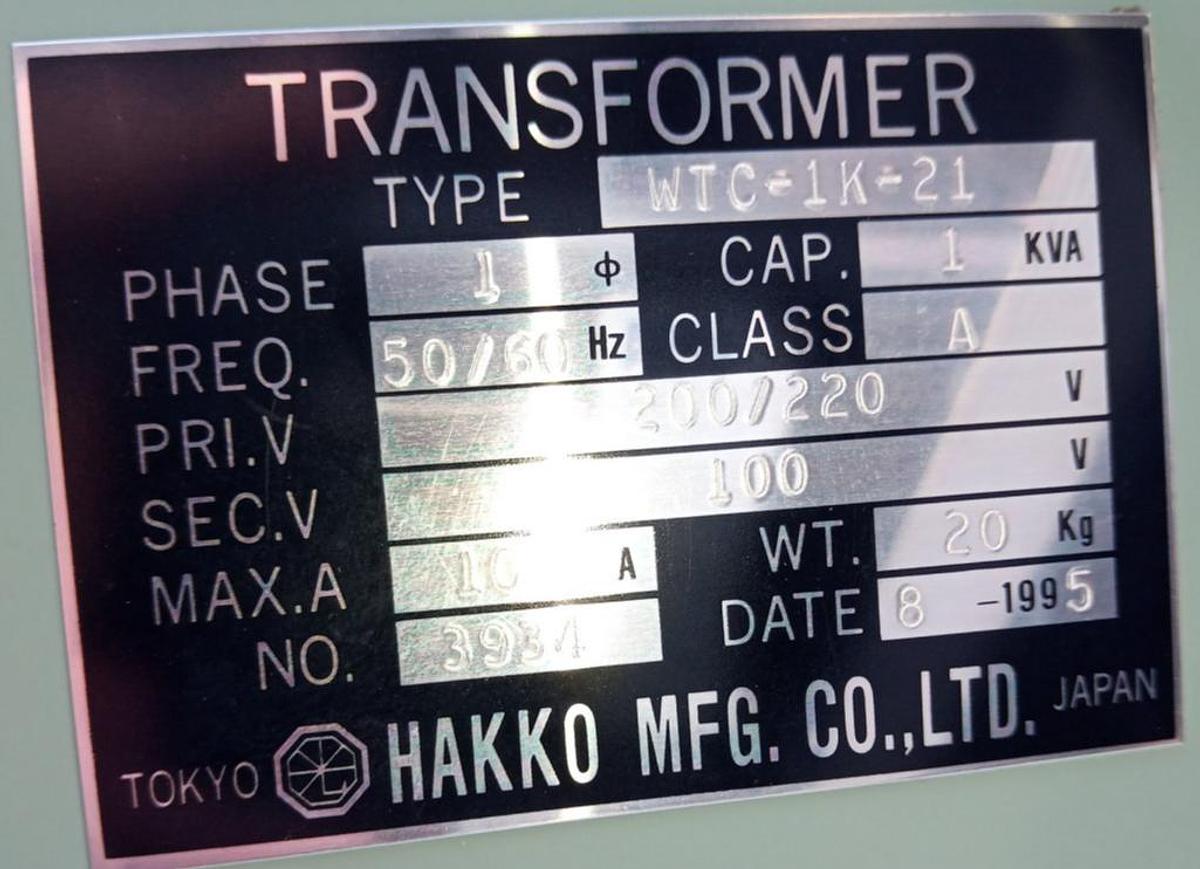 TRANSFORMER
TYPE WTC-1K-21
PHASE 1 ϕ CAP. 1 KVA
FREQ. 50/60 Hz CLASS A
PRI.V 200/220 V
SEC.V 100 V
MAX.A 10 A WT. 20 Kg
NO. 3934 DATE 8 -1995
TOKYO HAKKO MFG. CO.,LTD. JAPAN